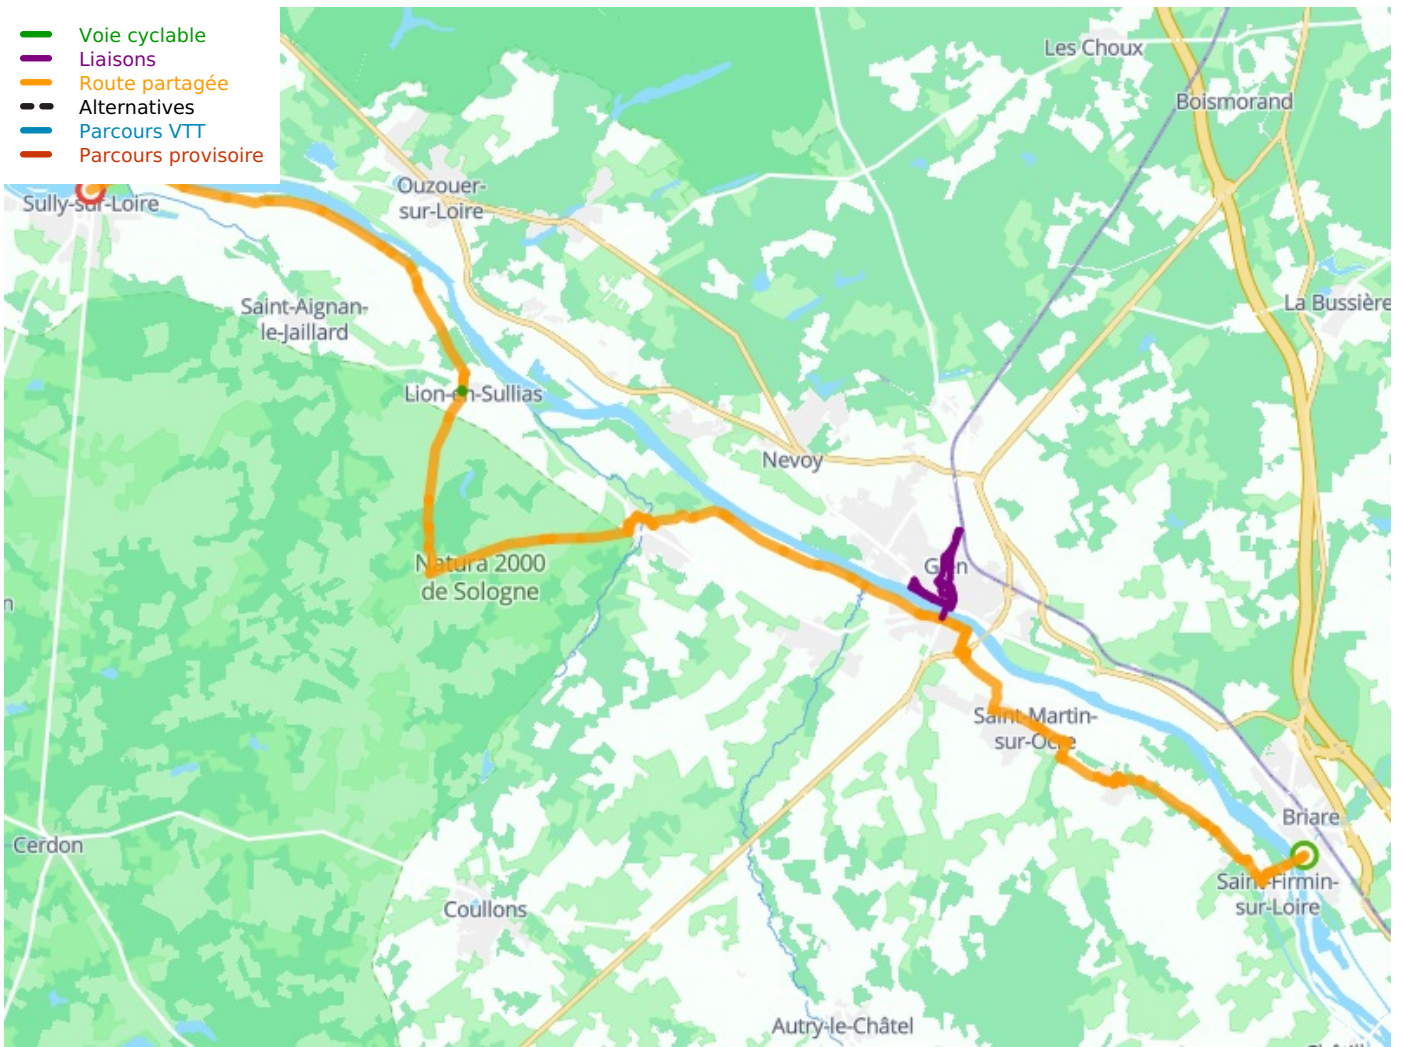 Voie cyclable
Liaisons
Route partagée
Alternatives
Parcours VTT
Parcours provisoire
Les Choux
Boismorand
Ouzouer-
sur-Loire
Sully-sur-Loire
Saint-Aignan-
le-Jaillard
La Bussière
Lion-en-Sullias
Nevoy
Gien
Natura 2000
de Sologne
n
Saint-Martin-
sur-Ocre
Briare
Cerdon
Saint-Firmin-
sur-Loire
Coullons
Autry-le-Châtel